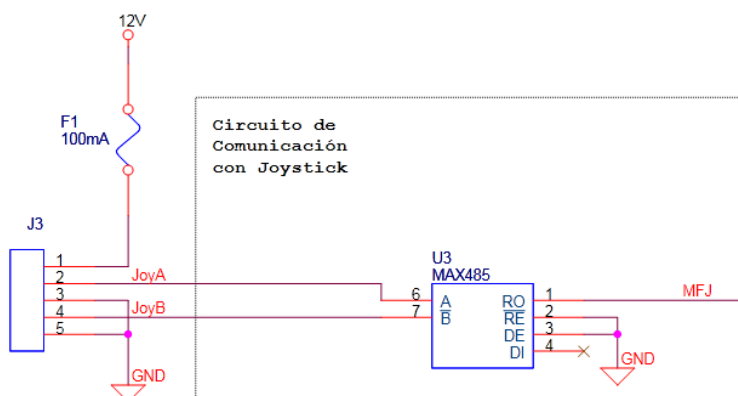 12V
F1
100mA
Circuito de
Comunicación
con Joystick
J3
1
2
3
4
5
JoyA
JoyB
GND
U3
MAX485
6
7
A
B
RO
RE
DE
DI
1
2
3
4
MFJ
GND